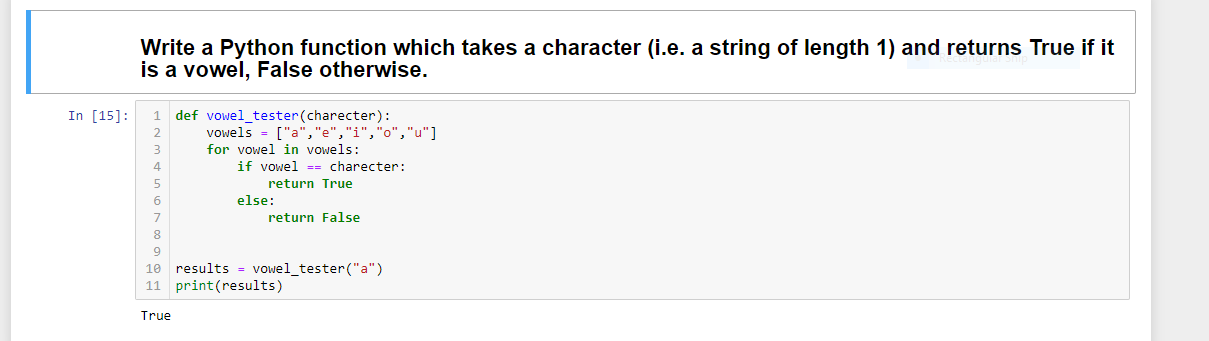 Write a Python function which takes a character (i.e. a string of length 1) and returns True if it
is a vowel, False otherwise.
Rectangular Snip
In [15]:
1 def vowel_tester(charecter):
2     vowels = ["a","e","i","o","u"]
3     for vowel in vowels:
4         if vowel == charecter:
5             return True
6         else:
7             return False
8
9
10 results = vowel_tester("a")
11 print(results)
True